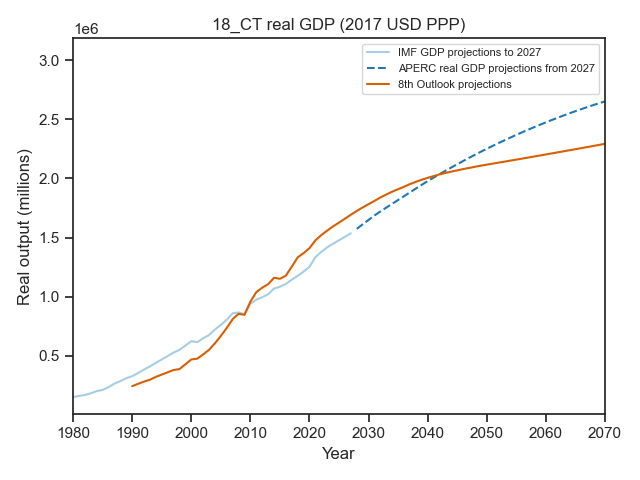 18_CT real GDP (2017 USD PPP)
1e6
IMF GDP projections to 2027
APERC real GDP projections from 2027
8th Outlook projections
3.0
2.5
2.0
1.5
1.0
0.5
Real output (millions)
1980 1990 2000 2010 2020 2030 2040 2050 2060 2070
Year